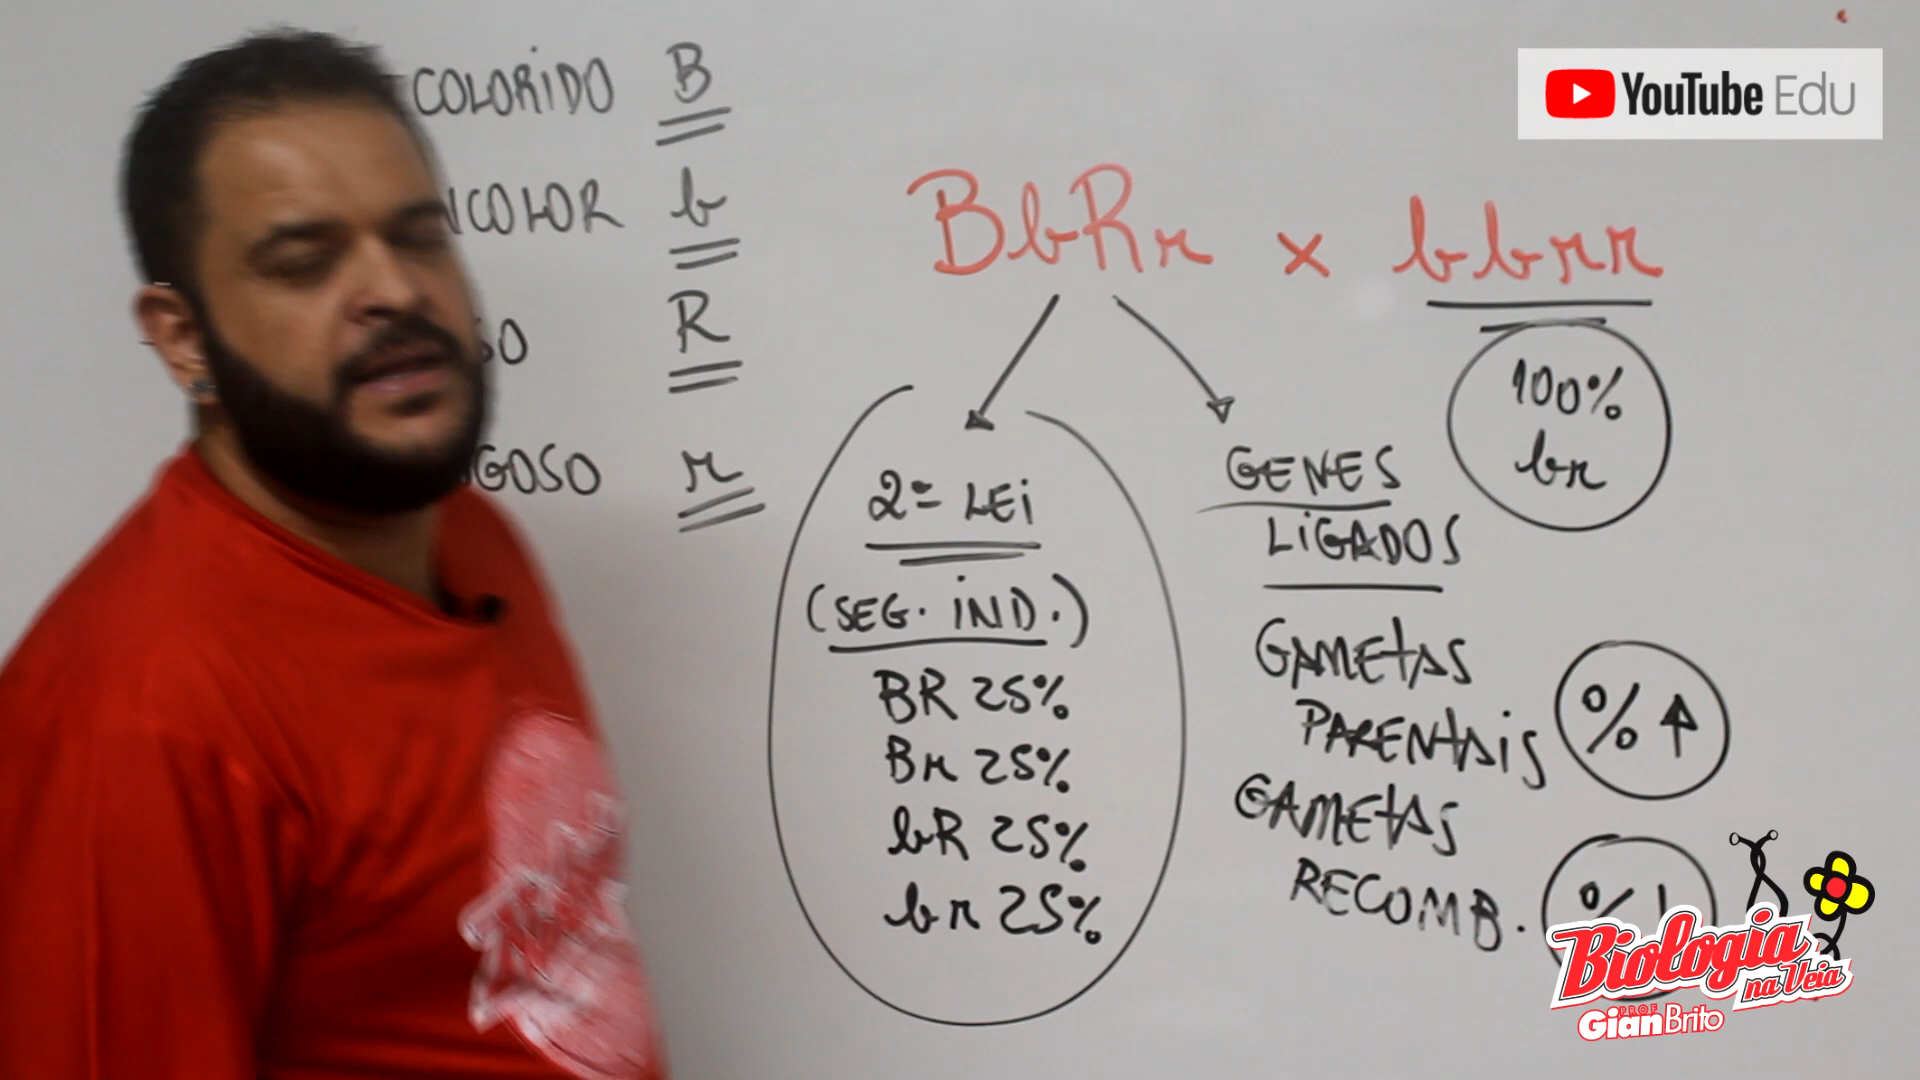 COLORIDO B
NCOLOR b
R
GOSO r
BbRr × bbrr
100%
br
2ª LEI
(SEG. IND.)
BR 25%
Br 25%
bR 25%
br 25%
GENES
LIGADOS
GAMETAS
PARENTAIS % ↑
GAMETAS
RECOMB. %
YouTube Edu
Biologia
na Veia
PROF
Gian Brito